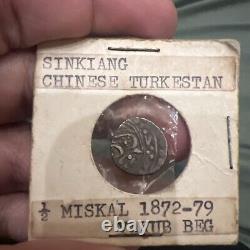 SINKIANG
CHINESE TURKESTAN
½ MISKAL 1872-79
BEG